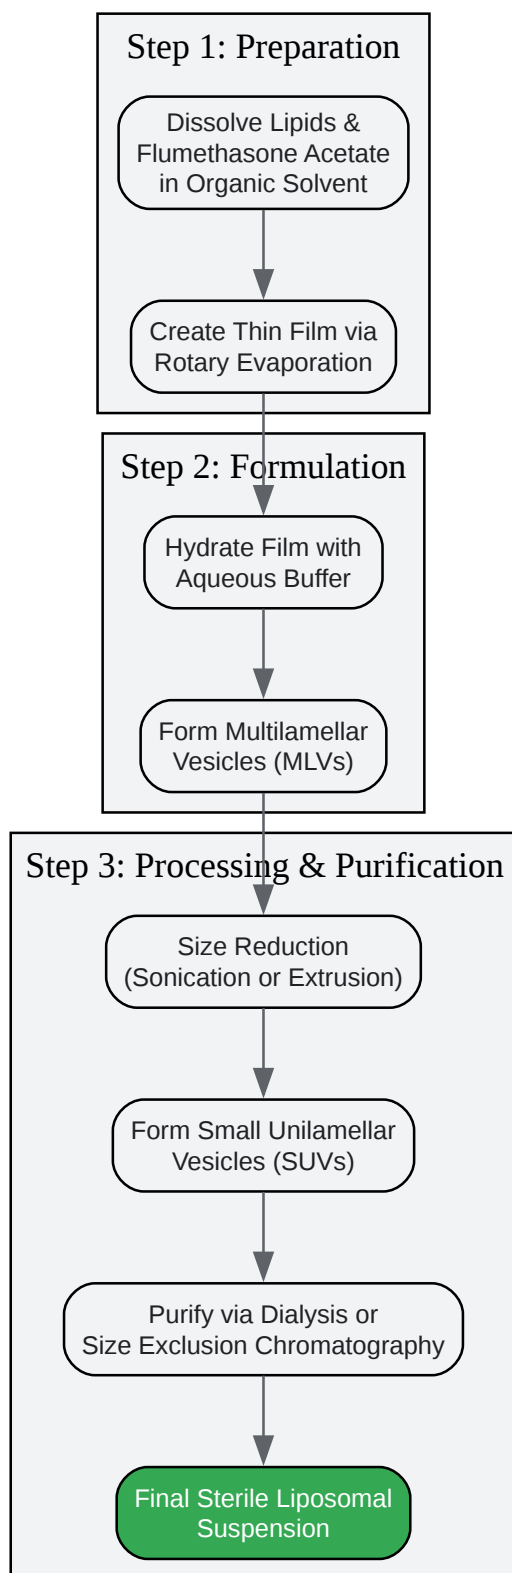 Step 1: Preparation
Dissolve Lipids &
Flumethasone Acetate
in Organic Solvent
Create Thin Film via
Rotary Evaporation
Step 2: Formulation
Hydrate Film with
Aqueous Buffer
Form Multilamellar
Vesicles (MLVs)
Step 3: Processing & Purification
Size Reduction
(Sonication or Extrusion)
Form Small Unilamellar
Vesicles (SUVs)
Purify via Dialysis or
Size Exclusion Chromatography
Final Sterile Liposomal
Suspension